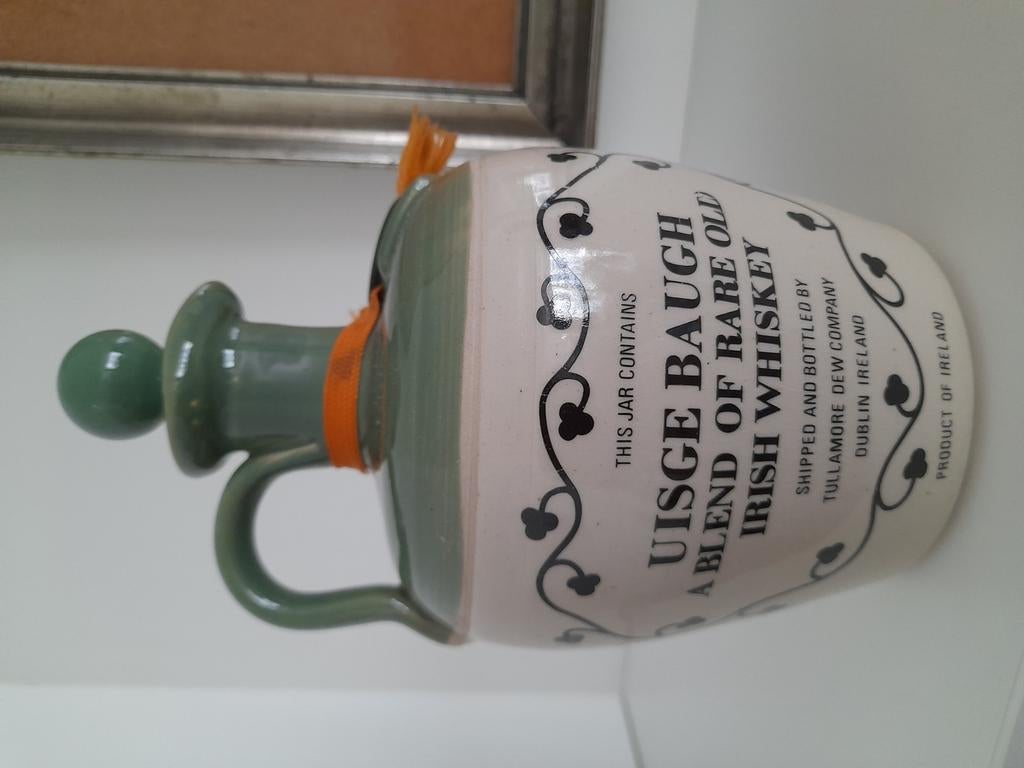 THIS JAR CONTAINS
UISGE BAUGH
A BLEND OF RARE OLD
IRISH WHISKEY
SHIPPED AND BOTTLED BY
TULLAMORE DEW COMPANY
DUBLIN IRELAND
PRODUCT OF IRELAND